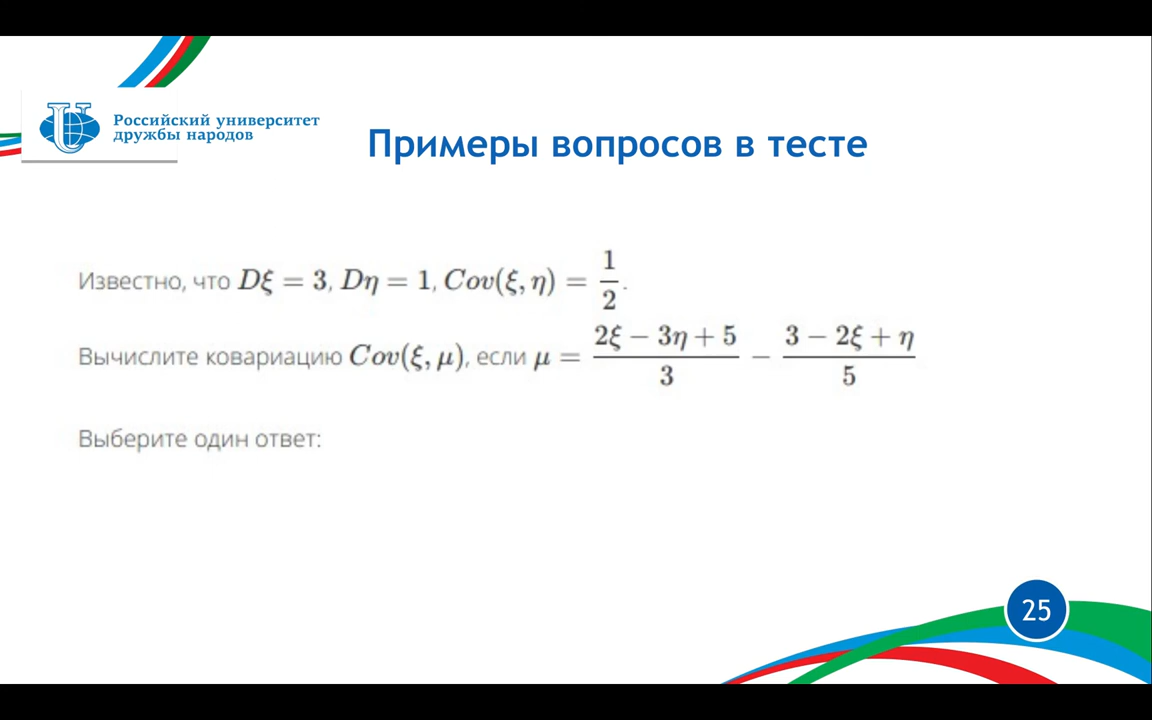 Российский университет
дружбы народов
Примеры вопросов в тесте
Известно, что Dξ = 3, Dη = 1, Cov(ξ, η) = 1/2.
Вычислите ковариацию Cov(ξ, μ), если μ = (2ξ − 3η + 5)/3 − (3 − 2ξ + η)/5
Выберите один ответ:
25